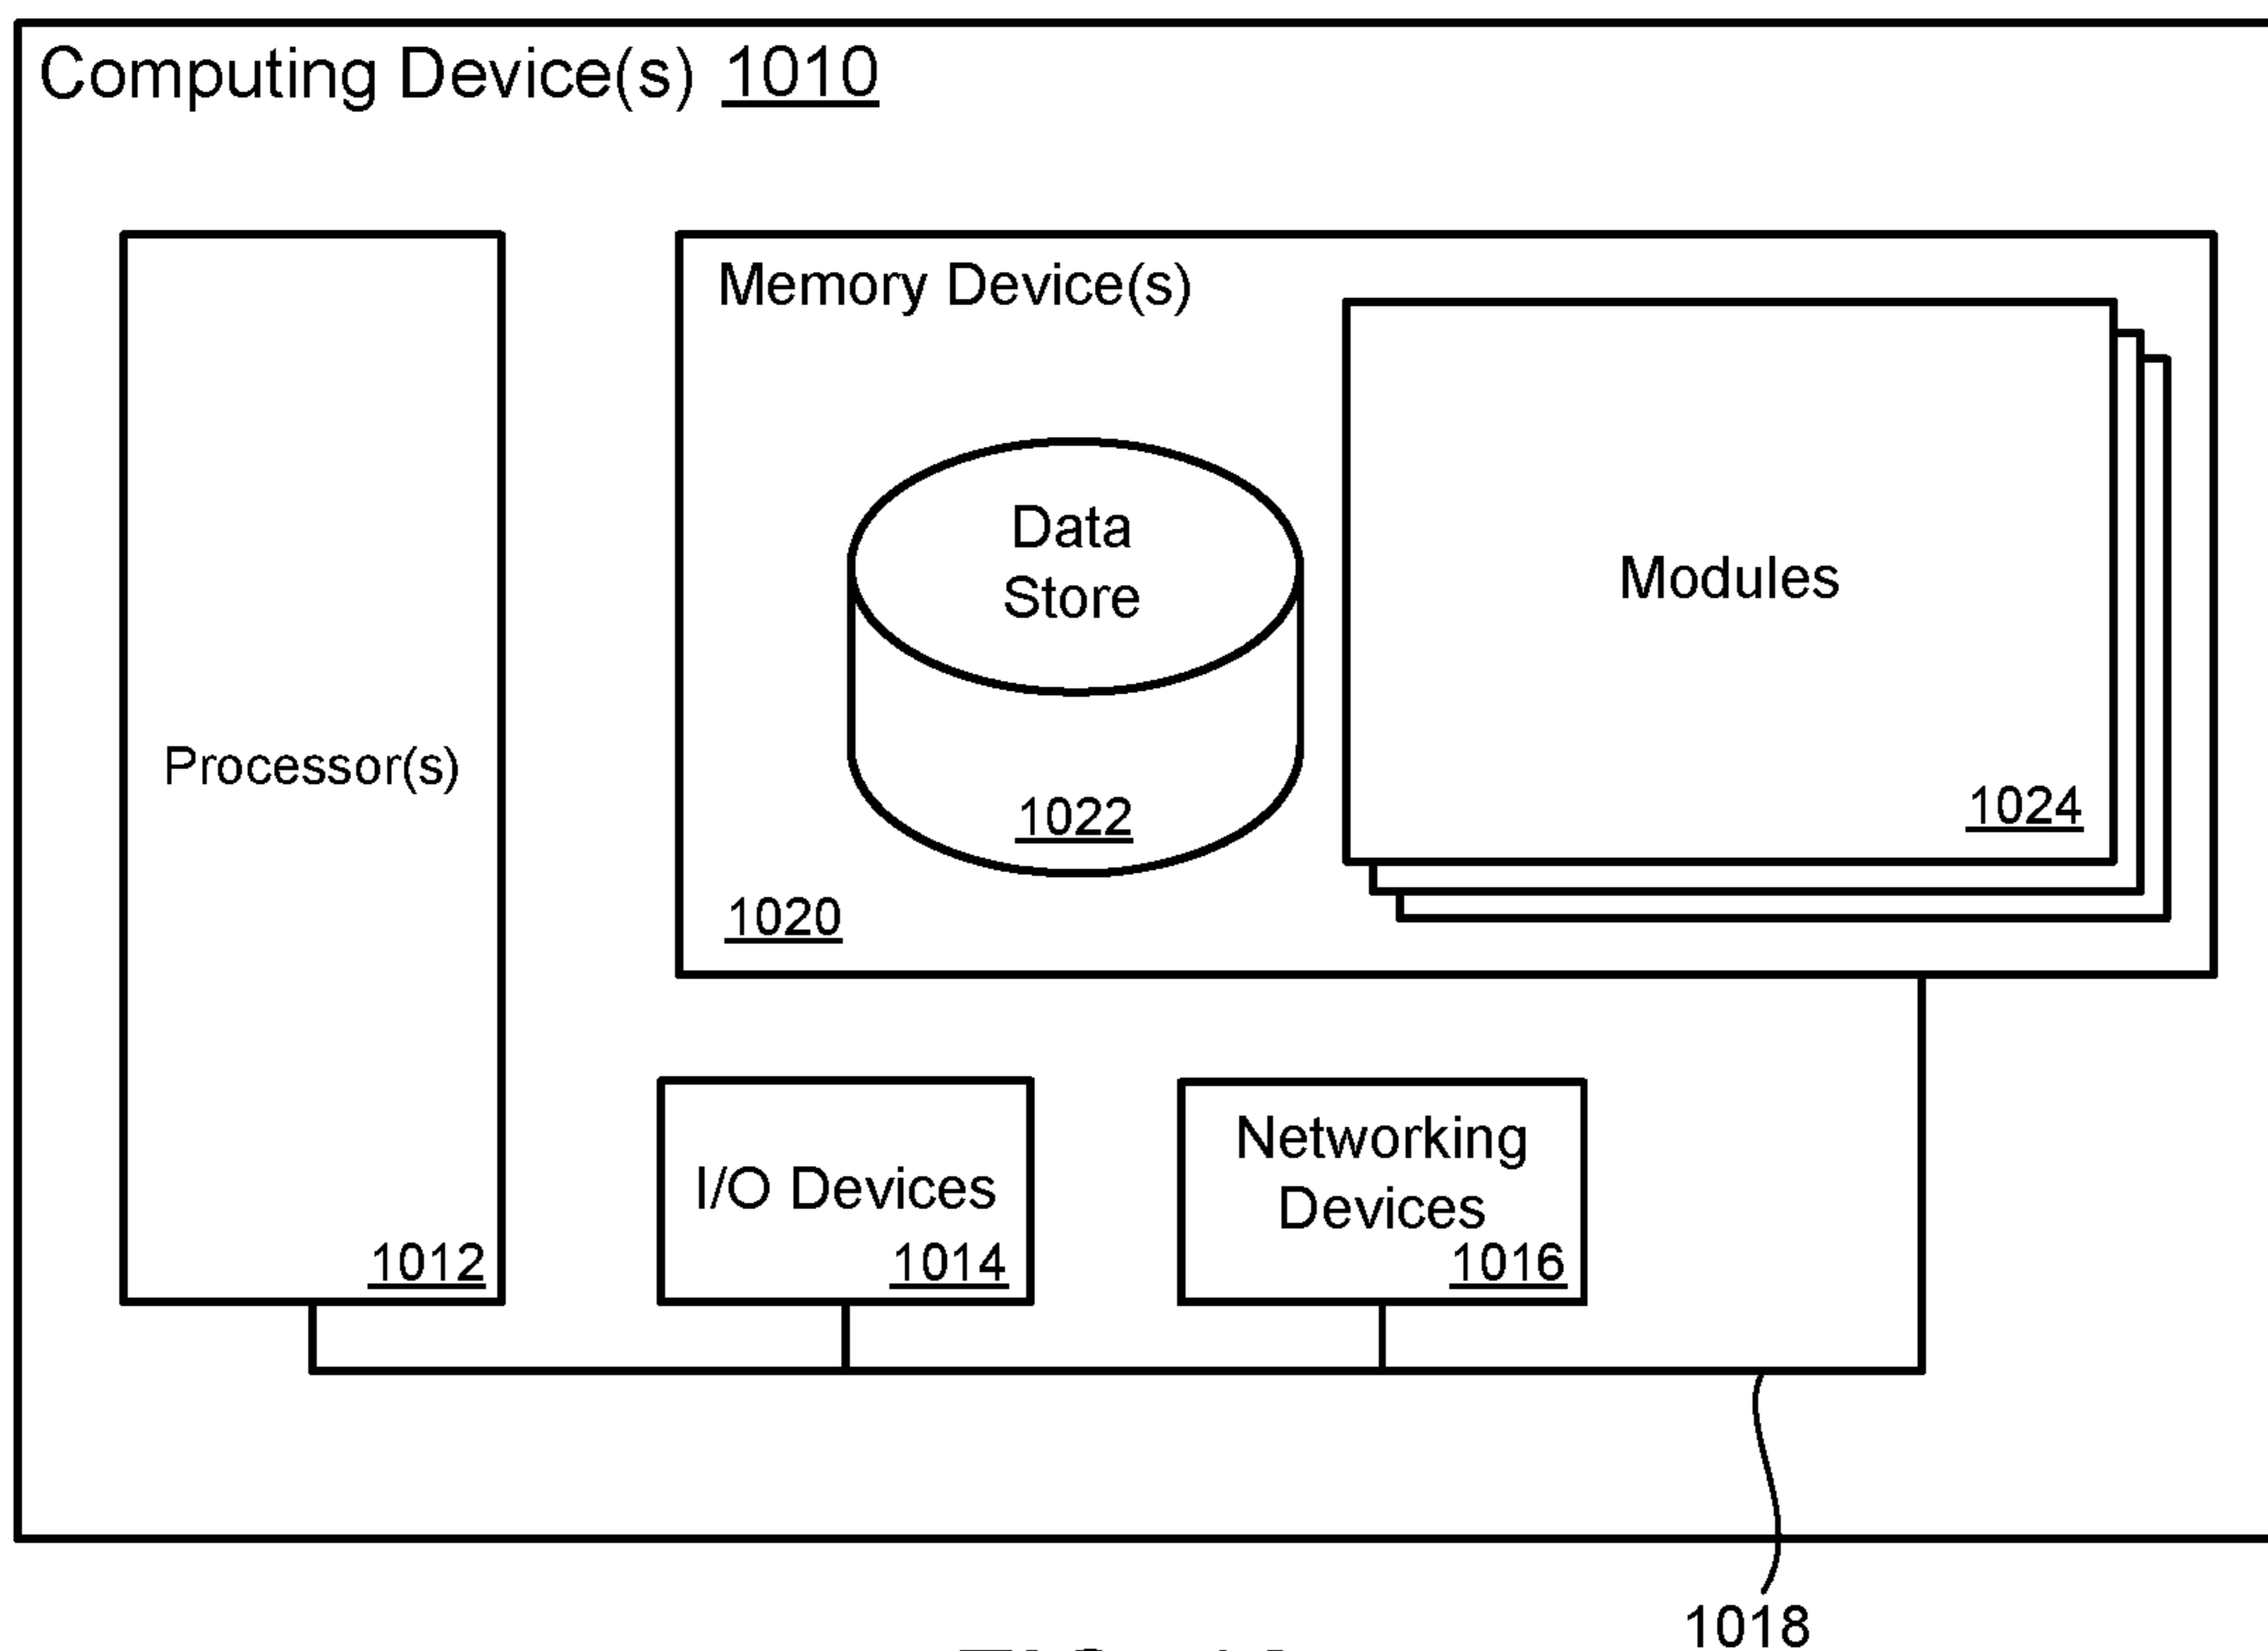 Computing Device(s) 1010
Memory Device(s)
Data
Store
Modules
Processor(s)
1024
1022
1020
Networking
I/O Devices
Devices
1012
1014
1016
1018